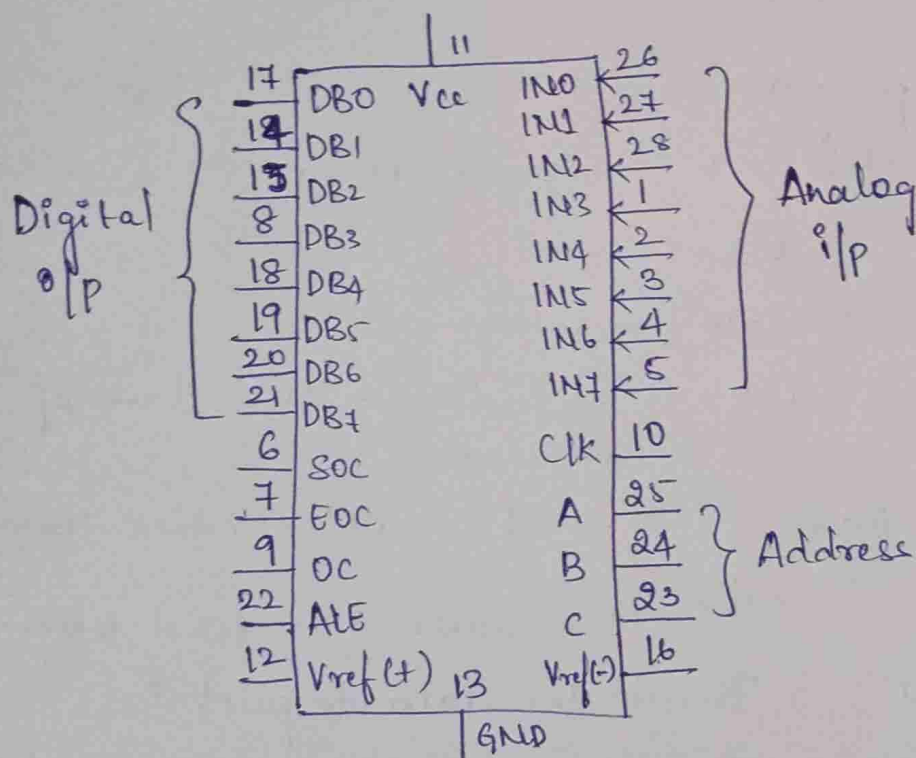 11
17 DB0 Vcc IN0 26
14 DB1 IN1 27
15 DB2 IN2 28
8 DB3 IN3 1
18 DB4 IN4 2
19 DB5 IN5 3
20 DB6 IN6 4
21 DB7 IN7 5
Digital
o/p
Analog
i/p
6 SOC Clk 10
7 EOC A 25
9 OC B 24
22 ALE C 23
Address
12 Vref (+) Vref(-) 16
13
GND